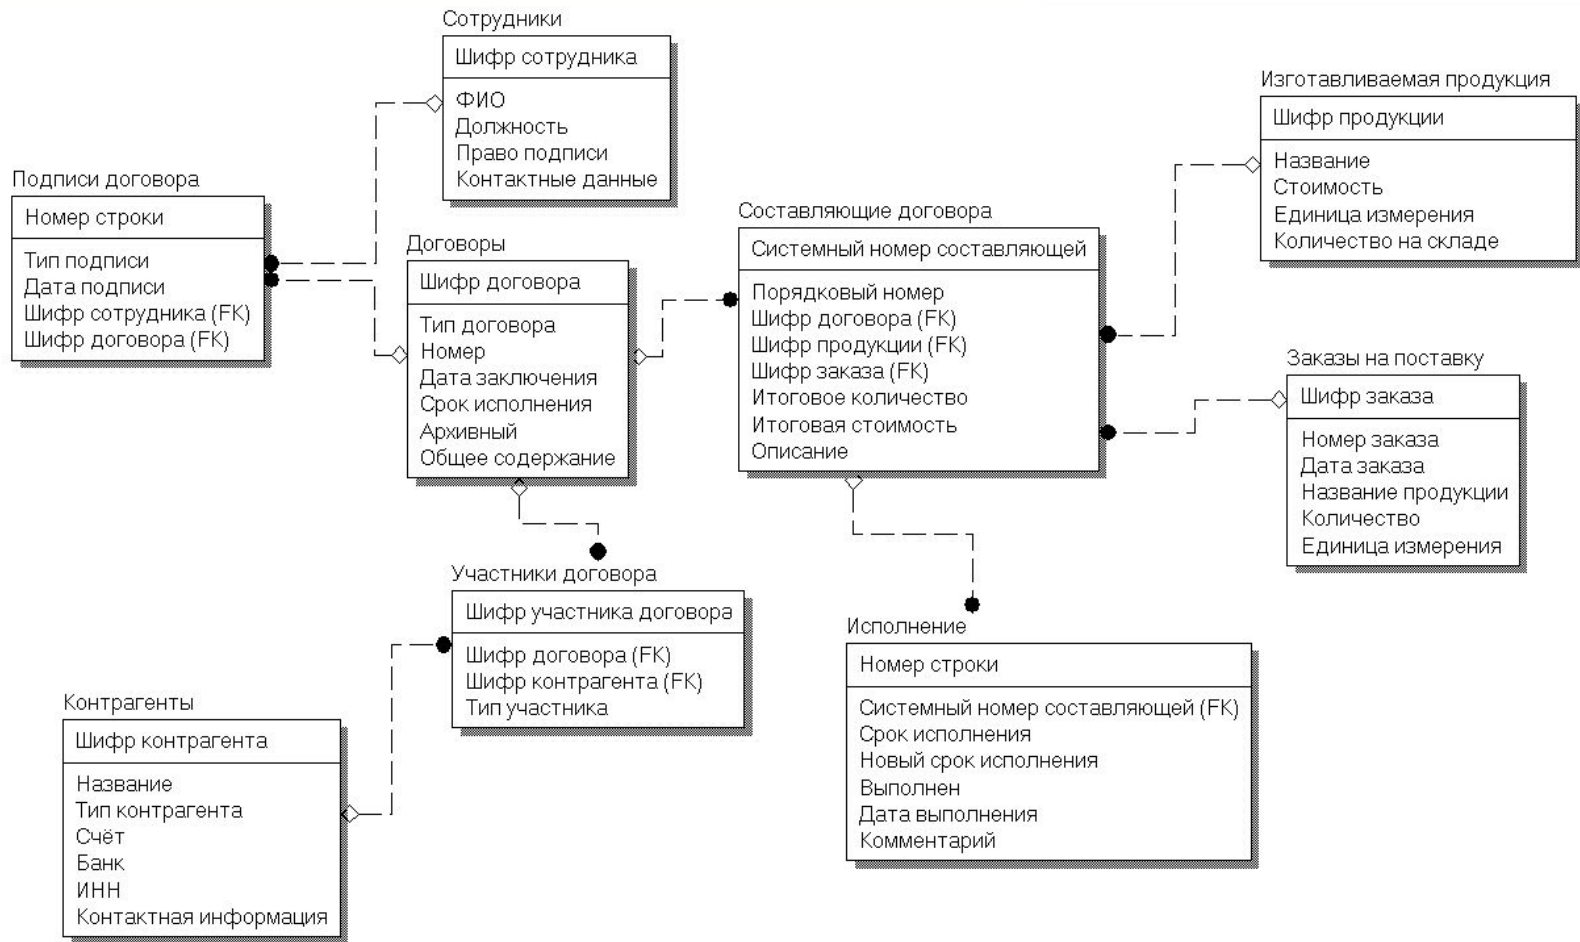 Сотрудники
Шифр сотрудника
ФИО
Должность
Право подписи
Контактные данные
Изготавливаемая продукция
Шифр продукции
Название
Стоимость
Единица измерения
Количество на складе
Подписи договора
Номер строки
Тип подписи
Дата подписи
Шифр сотрудника (FK)
Шифр договора (FK)
Договоры
Шифр договора
Тип договора
Номер
Дата заключения
Срок исполнения
Архивный
Общее содержание
Составляющие договора
Системный номер составляющей
Порядковый номер
Шифр договора (FK)
Шифр продукции (FK)
Шифр заказа (FK)
Итоговое количество
Итоговая стоимость
Описание
Заказы на поставку
Шифр заказа
Номер заказа
Дата заказа
Название продукции
Количество
Единица измерения
Участники договора
Шифр участника договора
Шифр договора (FK)
Шифр контрагента (FK)
Тип участника
Исполнение
Номер строки
Системный номер составляющей (FK)
Срок исполнения
Новый срок исполнения
Выполнен
Дата выполнения
Комментарий
Контрагенты
Шифр контрагента
Название
Тип контрагента
Счёт
Банк
ИНН
Контактная информация